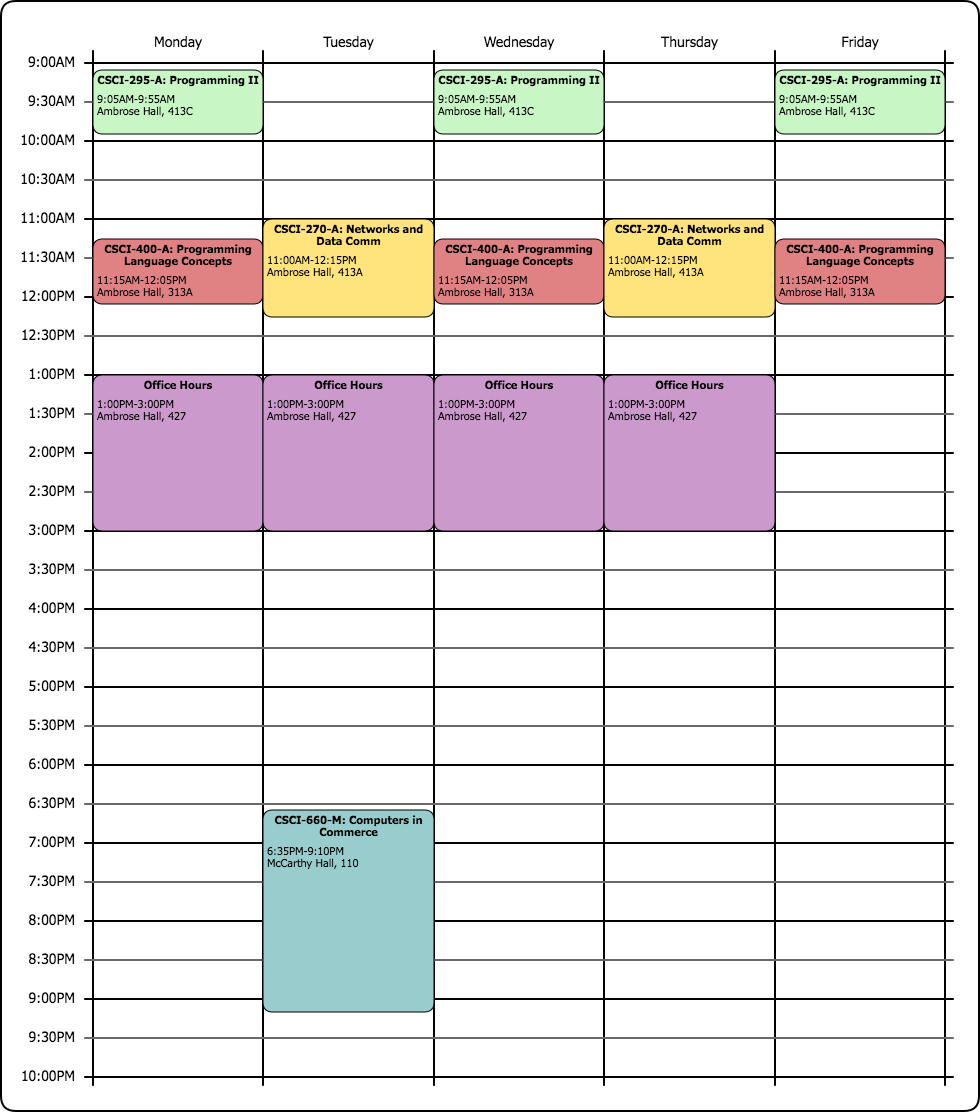 Monday Tuesday Wednesday Thursday Friday
9:00AM
CSCI-295-A: Programming II
9:05AM-9:55AM
Ambrose Hall, 413C
CSCI-295-A: Programming II
9:05AM-9:55AM
Ambrose Hall, 413C
CSCI-295-A: Programming II
9:05AM-9:55AM
Ambrose Hall, 413C
9:30AM
10:00AM
10:30AM
11:00AM
CSCI-400-A: Programming
Language Concepts
11:15AM-12:05PM
Ambrose Hall, 313A
CSCI-270-A: Networks and
Data Comm
11:00AM-12:15PM
Ambrose Hall, 413A
CSCI-400-A: Programming
Language Concepts
11:15AM-12:05PM
Ambrose Hall, 313A
CSCI-270-A: Networks and
Data Comm
11:00AM-12:15PM
Ambrose Hall, 413A
CSCI-400-A: Programming
Language Concepts
11:15AM-12:05PM
Ambrose Hall, 313A
11:30AM
12:00PM
12:30PM
1:00PM
Office Hours
1:00PM-3:00PM
Ambrose Hall, 427
Office Hours
1:00PM-3:00PM
Ambrose Hall, 427
Office Hours
1:00PM-3:00PM
Ambrose Hall, 427
Office Hours
1:00PM-3:00PM
Ambrose Hall, 427
1:30PM
2:00PM
2:30PM
3:00PM
3:30PM
4:00PM
4:30PM
5:00PM
5:30PM
6:00PM
6:30PM
CSCI-660-M: Computers in
Commerce
6:35PM-9:10PM
McCarthy Hall, 110
7:00PM
7:30PM
8:00PM
8:30PM
9:00PM
9:30PM
10:00PM